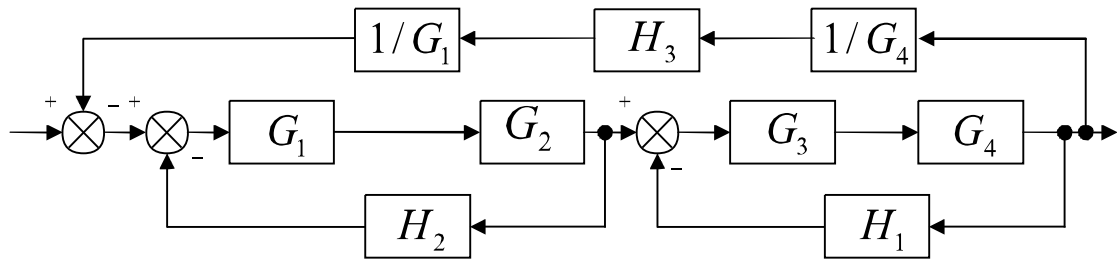 1/G₁ H₃ 1/G₄
+ − + +
G₁ G₂ G₃ G₄
− −
H₂ H₁